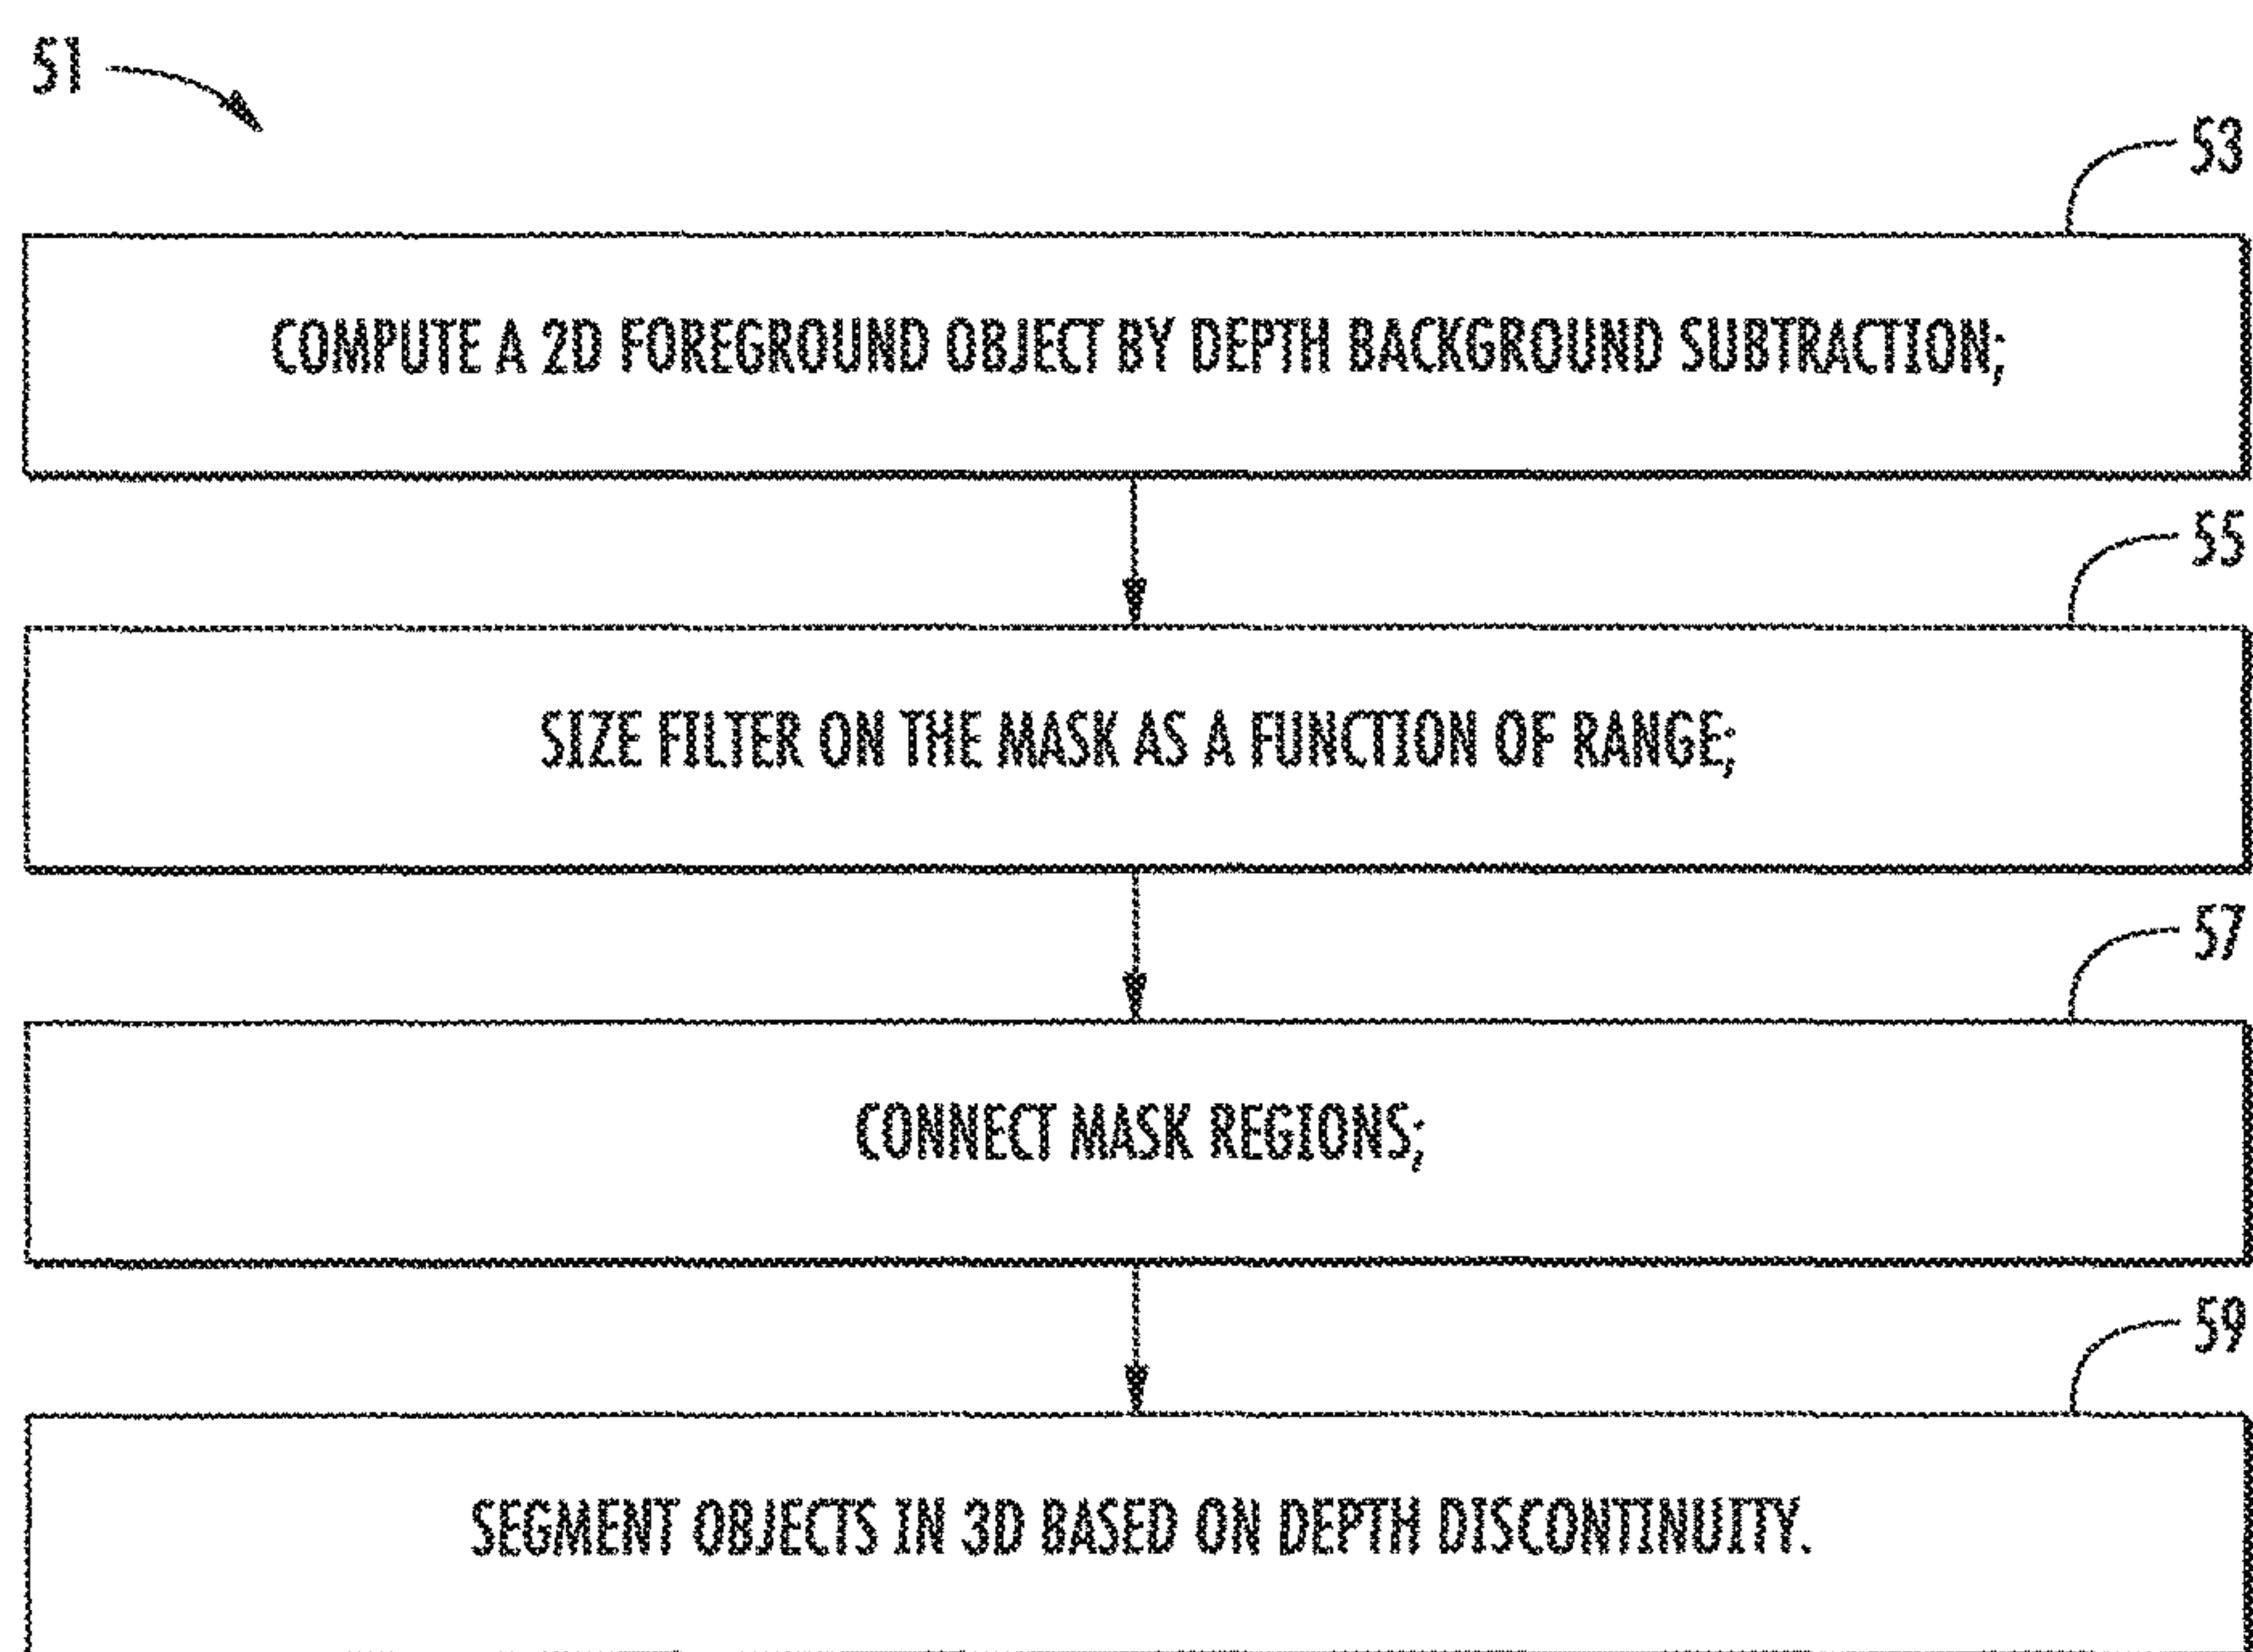 51
53
COMPUTE A 2D FOREGROUND OBJECT BY DEPTH BACKGROUND SUBTRACTION;
55
SIZE FILTER ON THE MASK AS A FUNCTION OF RANGE;
57
CONNECT MASK REGIONS;
59
SEGMENT OBJECTS IN 3D BASED ON DEPTH DISCONTINUITY.